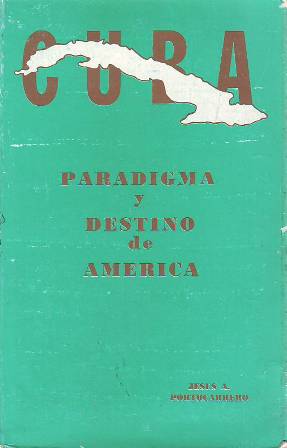 CUBA
PARADIGMA
y
DESTINO
de
AMERICA
JESUS A.
PORTOCARRERO